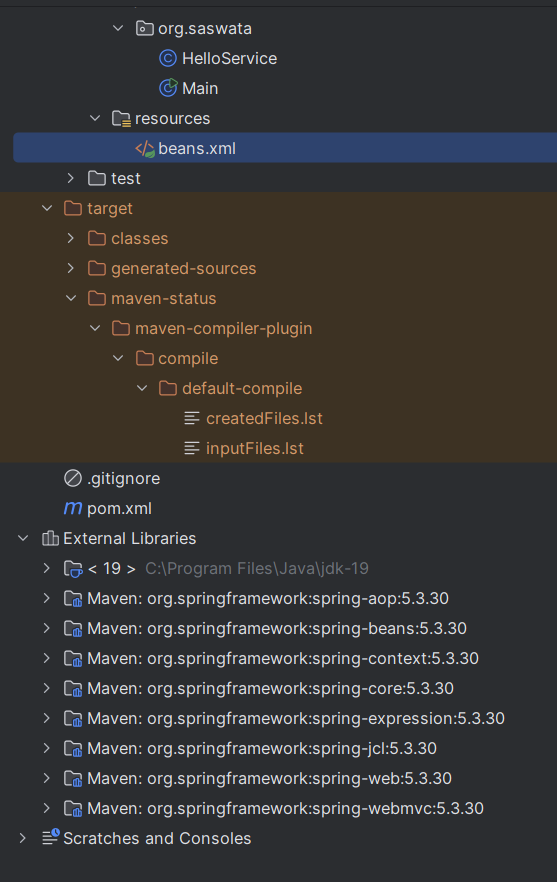 org.saswata
HelloService
Main
resources
beans.xml
test
target
classes
generated-sources
maven-status
maven-compiler-plugin
compile
default-compile
createdFiles.lst
inputFiles.lst
.gitignore
pom.xml
External Libraries
< 19 > C:\Program Files\Java\jdk-19
Maven: org.springframework:spring-aop:5.3.30
Maven: org.springframework:spring-beans:5.3.30
Maven: org.springframework:spring-context:5.3.30
Maven: org.springframework:spring-core:5.3.30
Maven: org.springframework:spring-expression:5.3.30
Maven: org.springframework:spring-jcl:5.3.30
Maven: org.springframework:spring-web:5.3.30
Maven: org.springframework:spring-webmvc:5.3.30
Scratches and Consoles